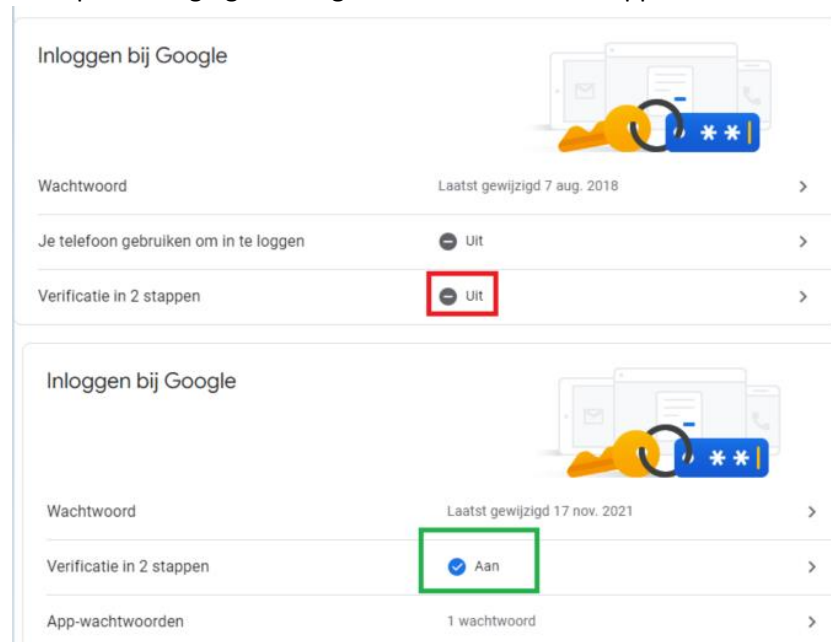 Inloggen bij Google
Wachtwoord Laatst gewijzigd 7 aug. 2018
Je telefoon gebruiken om in te loggen Uit
Verificatie in 2 stappen Uit
Inloggen bij Google
Wachtwoord Laatst gewijzigd 17 nov. 2021
Verificatie in 2 stappen Aan
App-wachtwoorden 1 wachtwoord